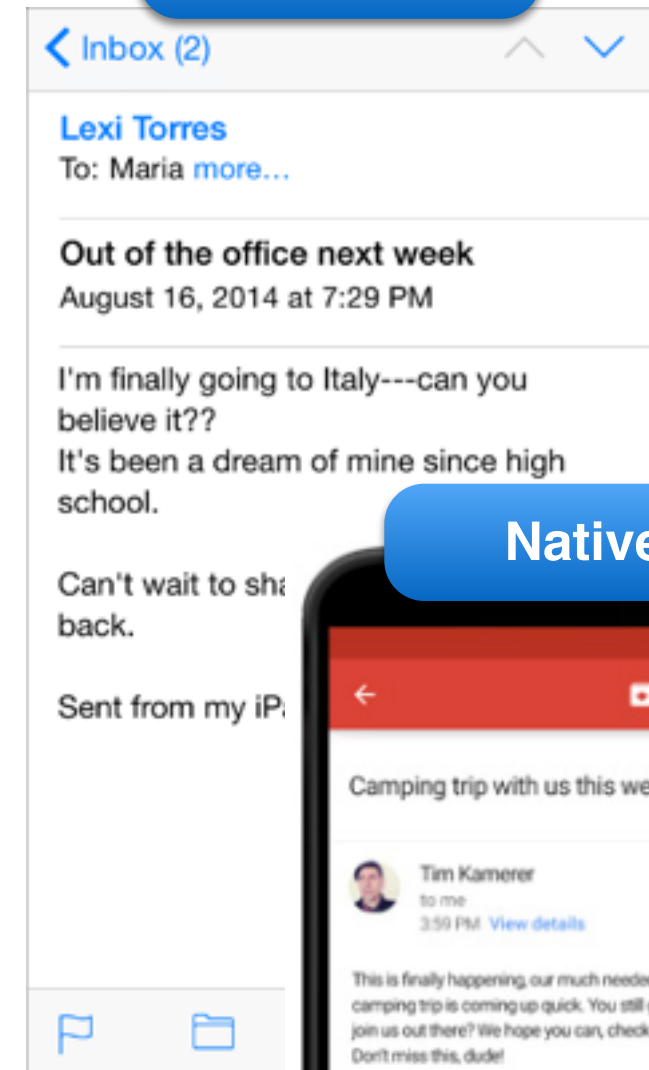 Inbox (2)
Lexi Torres
To: Maria more...
Out of the office next week
August 16, 2014 at 7:29 PM
I'm finally going to Italy---can you
believe it??
It's been a dream of mine since high
school.
Can't wait to sha
back.
Sent from my iPa
Native
Camping trip with us this we
Tim Kamerer
to me
3:59 PM View details
This is finally happening, our much needed
camping trip is coming up quick. You still
join us out there? We hope you can, check
Don't miss this, dude!